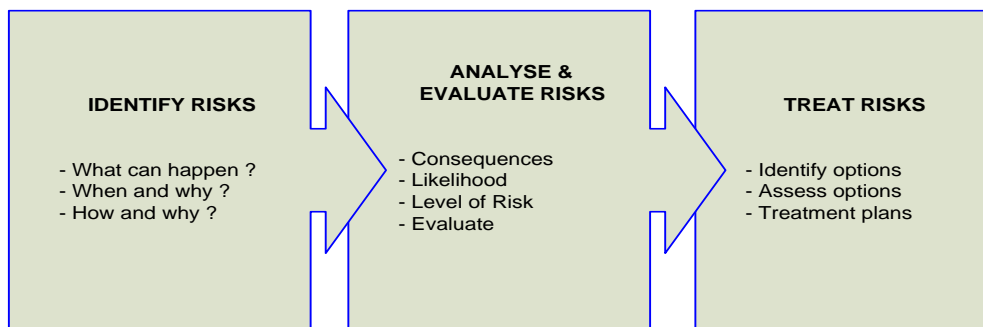 IDENTIFY RISKS
- What can happen ?
- When and why ?
- How and why ?
ANALYSE &
EVALUATE RISKS
- Consequences
- Likelihood
- Level of Risk
- Evaluate
TREAT RISKS
- Identify options
- Assess options
- Treatment plans